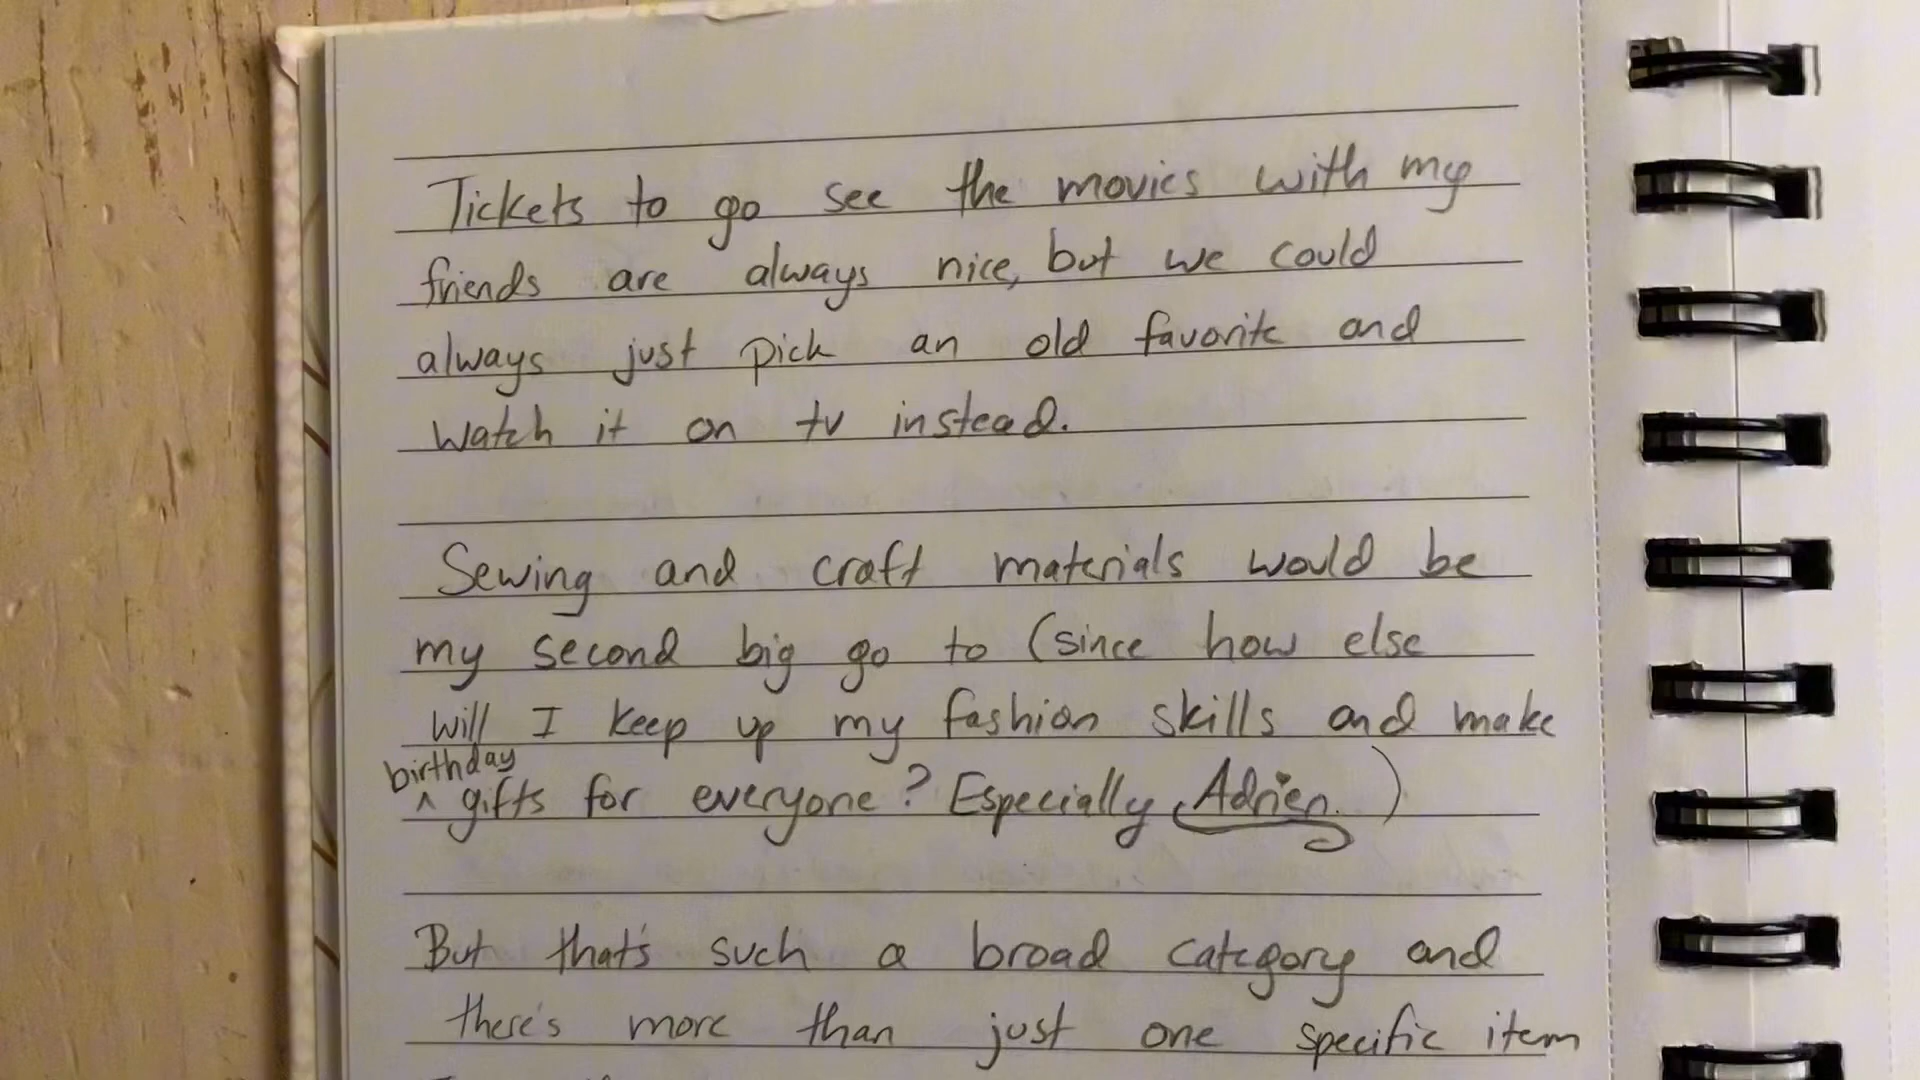 Tickets to go see the movies with my
friends are always nice, but we could
always just pick an old favorite and
watch it on tv instead.
Sewing and craft materials would be
my second big go to (since how else
will I keep up my fashion skills and make
birthday
^ gifts for everyone? Especially Adrien.)
But that's such a broad category and
there's more than just one specific item